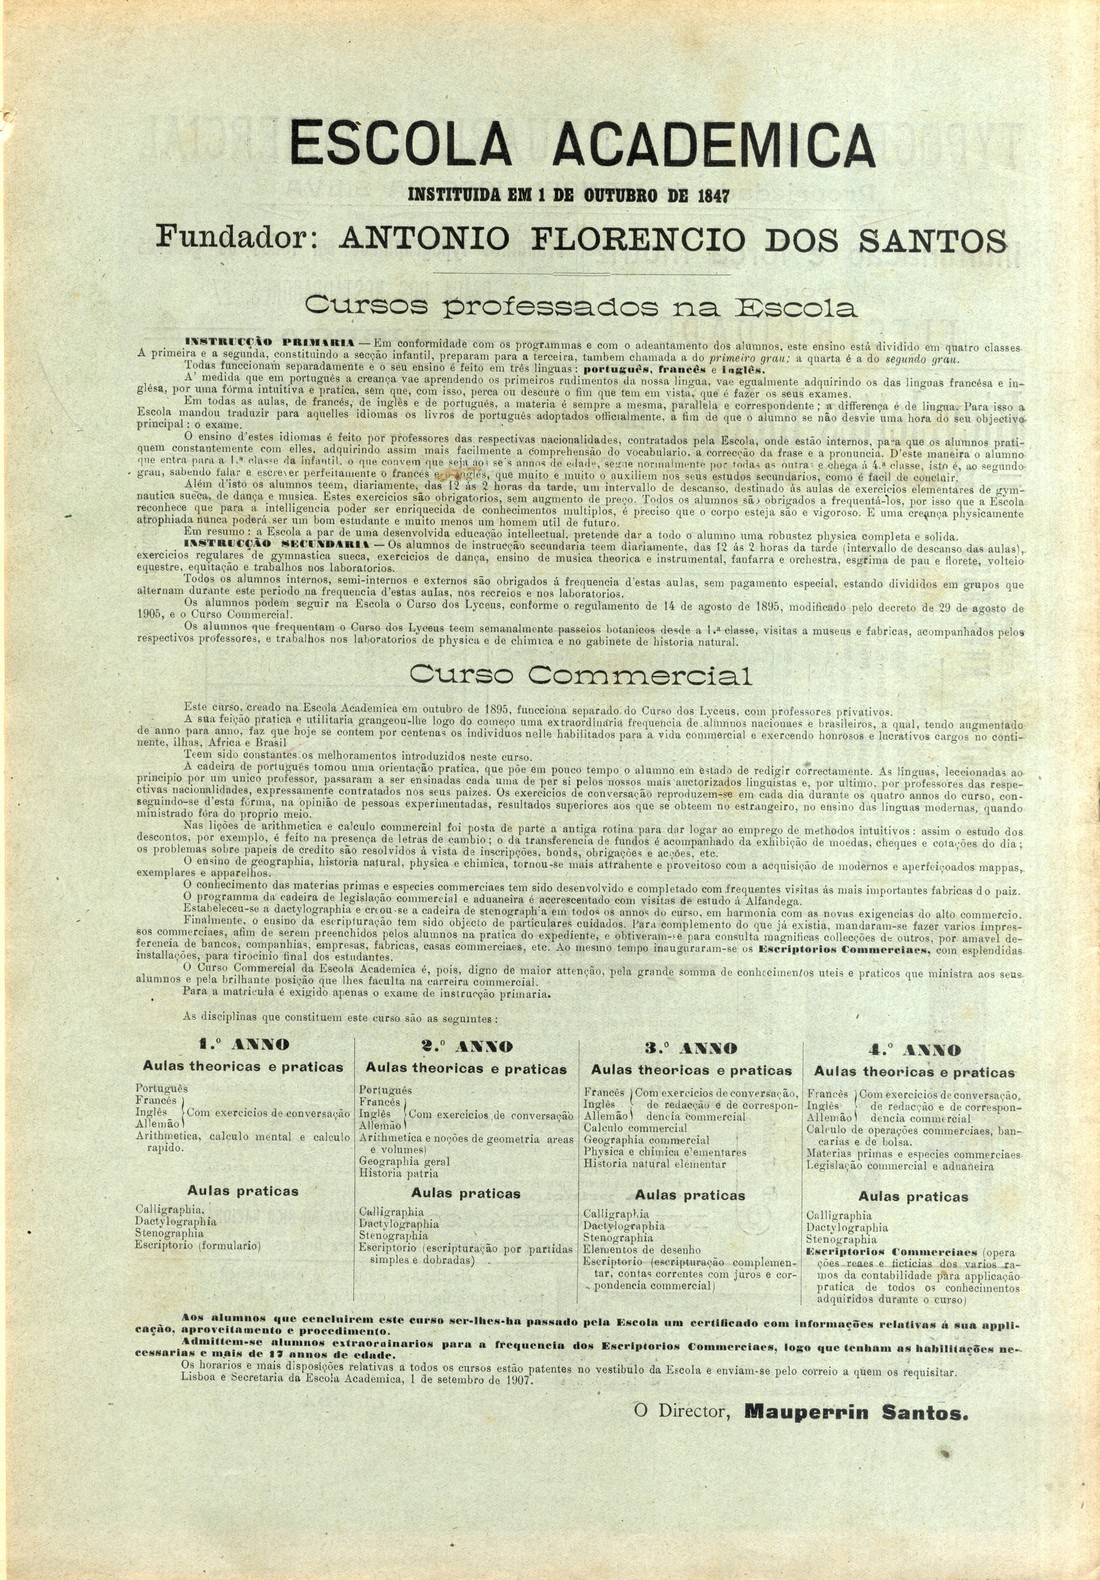 ESCOLA ACADEMICA
INSTITUIDA EM 1 DE OUTUBRO DE 1847
Fundador: ANTONIO FLORENCIO DOS SANTOS
Cursos professados na Escola
INSTRUCÇÃO PRIMARIA — Em conformidade com os programmas e com o adeantamento dos alumnos, este ensino está dividido em quatro classes
A primeira e a segunda, constituindo a secção infantil, preparam para a terceira, tambem chamada a do primeiro grau; a quarta é a do segundo grau.
Todas funccionam separadamente e o seu ensino é feito em três linguas: português, francês e inglês.
A' medida que em português a creança vae aprendendo os primeiros rudimentos da nossa lingua, vae egualmente adquirindo os das linguas francêsa e in-
glêsa, por uma fórma intuitiva e pratica, sem que, com isso, perca ou descure o fim que tem em vista, que é fazer os seus exames.
Em todas as aulas, de francês, de inglês e de português, a materia é sempre a mesma, parallela e correspondente; a differença é de lingua. Para isso a
Escola mandou traduzir para aquelles idiomas os livros de português adoptados officialmente, a fim de que o alumno se não desvie uma hora do seu objectivo
principal: o exame.
O ensino d'estes idiomas é feito por professores das respectivas nacionalidades, contratados pela Escola, onde estão internos, para que os alumnos prati-
quem constantemente com elles, adquirindo assim mais facilmente a comprehensão do vocabulario, a correcção da frase e a pronuncia. D'este maneira o alumno
que entra para a 1.ª classe da infantil, o que convem que seja aos se's annos de edade, segue normalmente por todas as outras e chega á 4.ª classe, isto é, ao segundo
grau, sabendo falar e escrever perfeitamente o francês e o inglês, que muito e muito o auxiliem nos seus estudos secundarios, como é facil de concluir.
Além d'isto os alumnos teem, diariamente, das 12 ás 2 horas da tarde, um intervallo de descanso, destinado ás aulas de exercicios elementares de gym-
nautica sueca, de dança e musica. Estes exercicios são obrigatorios, sem augmento de preço. Todos os alumnos são obrigados a frequentá-los, por isso que a Escola
reconhece que para a intelligencia poder ser enriquecida de conhecimentos multiplos, é preciso que o corpo esteja são e vigoroso. E uma creança physicamente
atrophiada nunca poderá ser um bom estudante e muito menos um homem util de futuro.
Em resumo: a Escola a par de uma desenvolvida educação intellectual, pretende dar a todo o alumno uma robustez physica completa e solida.
INSTRUCÇÃO SECUNDARIA — Os alumnos de instrucção secundaria teem diariamente, das 12 ás 2 horas da tarde (intervallo de descanso das aulas),
exercicios regulares de gymnastica sueca, exercicios de dança, ensino de musica theorica e instrumental, fanfarra e orchestra, esgrima de pau e florete, volteio
equestre, equitação e trabalhos nos laboratorios.
Todos os alumnos internos, semi-internos e externos são obrigados á frequencia d'estas aulas, sem pagamento especial, estando divididos em grupos que
alternam durante este periodo na frequencia d'estas aulas, nos recreios e nos laboratorios.
Os alumnos podem seguir na Escola o Curso dos Lyceus, conforme o regulamento de 14 de agosto de 1895, modificado pelo decreto de 29 de agosto de
1905, e o Curso Commercial.
Os alumnos que frequentam o Curso dos Lyceus teem semanalmente passeios botanicos desde a 1.ª classe, visitas a museus e fabricas, acompanhados pelos
respectivos professores, e trabalhos nos laboratorios de physica e de chimica e no gabinete de historia natural.
Curso Commercial
Este curso, creado na Escola Academica em outubro de 1895, funcciona separado do Curso dos Lyceus, com professores privativos.
A sua feição pratica e utilitaria grangeou-lhe logo do começo uma extraordinaria frequencia de alumnos nacionaes e brasileiros, a qual, tendo augmentado
de anno para anno, faz que hoje se contem por centenas os individuos nelle habilitados para a vida commercial e exercendo honrosos e lucrativos cargos no conti-
nente, ilhas, Africa e Brasil
Teem sido constantes os melhoramentos introduzidos neste curso.
A cadeira de português tomou uma orientação pratica, que põe em pouco tempo o alumno em estado de redigir correctamente. As linguas, leccionadas ao
principio por um unico professor, passaram a ser ensinadas cada uma de per si pelos nossos mais auctorizados linguistas e, por ultimo, por professores das respe-
ctivas nacionalidades, expressamente contratados nos seus paizes. Os exercicios de conversação reproduzem-se em cada dia durante os quatro annos do curso, con-
seguindo-se d'esta fórma, na opinião de pessoas experimentadas, resultados superiores aos que se obteem no estrangeiro, no ensino das linguas modernas, quando
ministrado fóra do proprio meio.
Nas lições de arithmetica e calculo commercial foi posta de parte a antiga rotina para dar logar ao emprego de methodos intuitivos: assim o estudo dos
descontos, por exemplo, é feito na presença de letras de cambio; o da transferencia de fundos é acompanhado da exhibição de moedas, cheques e cotações do dia;
os problemas sobre papeis de credito são resolvidos á vista de inscripções, bonds, obrigações e acções, etc.
O ensino de geographia, historia natural, physica e chimica, tornou-se mais attrahente e proveitoso com a acquisição de modernos e aperfeiçoados mappas,
exemplares e apparelhos.
O conhecimento das materias primas e especies commerciaes tem sido desenvolvido e completado com frequentes visitas ás mais importantes fabricas do paiz.
O programma da cadeira de legislação commercial e aduaneira é accrescentado com visitas de estudo á Alfandega.
Estabeleceu-se a dactylographia e creou-se a cadeira de stenographia em todos os annos do curso, em harmonia com as novas exigencias do alto commercio.
Finalmente, o ensino da escripturação tem sido objecto de particulares cuidados. Para complemento do que já existia, mandaram-se fazer varios impres-
sos commerciaes, afim de serem preenchidos pelos alumnos na pratica do expediente, e obtiveram-se para consulta magnificas collecções de outros, por amavel de-
ferencia de bancos, companhias, empresas, fabricas, casas commerciaes, etc. Ao mesmo tempo inauguraram-se os Escriptorios Commerciaes, com esplendidas
installações, para tirocinio final dos estudantes.
O Curso Commercial da Escola Academica é, pois, digno de maior attenção, pela grande somma de conhecimentos uteis e praticos que ministra aos seus
alumnos e pela brilhante posição que lhes faculta na carreira commercial.
Para a matricula é exigido apenas o exame de instrucção primaria.
As disciplinas que constituem este curso são as seguintes:
1.º ANNO
Aulas theoricas e praticas
Português
Francês
Inglês Com exercicios de conversação
Allemão
Arithmetica, calculo mental e calculo
rapido.
Aulas praticas
Calligraphia,
Dactylographia
Stenographia
Escriptorio (formulario)
2.º ANNO
Aulas theoricas e praticas
Português
Francês
Inglês Com exercicios de conversação
Allemão
Arithmetica e noções de geometria areas
e volumes)
Geographia geral
Historia patria
Aulas praticas
Calligraphia
Dactylographia
Stenographia
Escriptorio (escripturação por partidas
simples e dobradas)
3.º ANNO
Aulas theoricas e praticas
Francês Com exercicios de conversação,
Inglês de redacção e de correspon-
Allemão dencia commercial
Calculo commercial
Geographia commercial
Physica e chimica e'ementares
Historia natural elementar
Aulas praticas
Calligraphia
Dactylographia
Stenographia
Elementos de desenho
Escriptorio (escripturação complemen-
tar, contas correntes com juros e cor-
pondencia commercial)
4.º ANNO
Aulas theoricas e praticas
Francês Com exercicios de conversação,
Inglês de redacção e de correspon-
Allemão dencia commercial
Calculo de operações commerciaes, ban-
carias e de bolsa.
Materias primas e especies commerciaes
Legislação commercial e aduaneira
Aulas praticas
Calligraphia
Dactylographia
Stenographia
Escriptorios Commerciaes (opera
ções reaes e ficticias dos varios ra-
mos da contabilidade para applicação
pratica de todos os conhecimentos
adquiridos durante o curso)
Aos alumnos que concluirem este curso ser-lhes-ha passado pela Escola um certificado com informações relativas á sua appli-
cação, aproveitamento e procedimento.
Admittem-se alumnos extraorainarios para a frequencia dos Escriptorios Commerciaes, logo que tenham as habilitações ne-
cessarias e mais de 17 annos de edade.
Os horarios e mais disposições relativas a todos os cursos estão patentes no vestibulo da Escola e enviam-se pelo correio a quem os requisitar.
Lisboa e Secretaria da Escola Academica, 1 de setembro de 1907.
O Director, Mauperrin Santos.